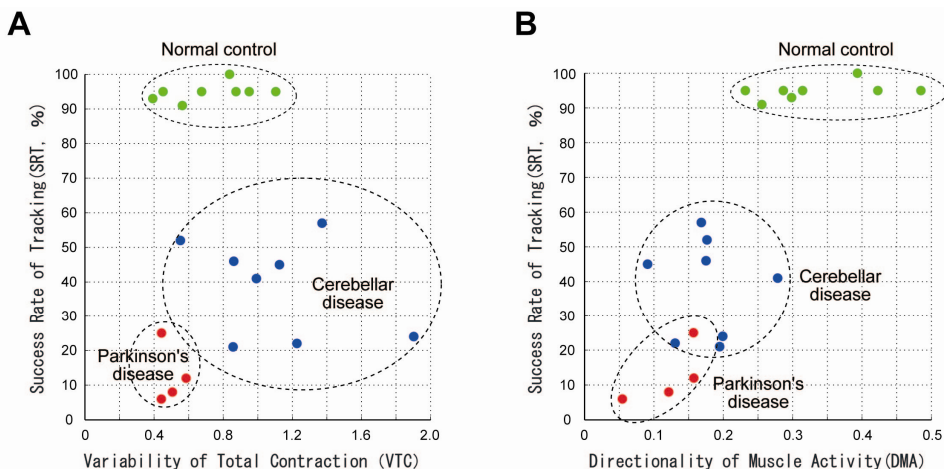 A
Normal control
Success Rate of Tracking(SRT, %)
100
90
80
70
60
50
40
30
20
10
0
Cerebellar
disease
Parkinson's
disease
0
0.4
0.8
1.2
1.6
2.0
Variability of Total Contraction (VTC)
B
Normal control
Success Rate of Tracking(SRT, %)
100
90
80
70
60
50
40
30
20
10
0
Cerebellar
disease
Parkinson's
disease
0
0.1
0.2
0.3
0.4
0.5
Directionality of Muscle Activity(DMA)